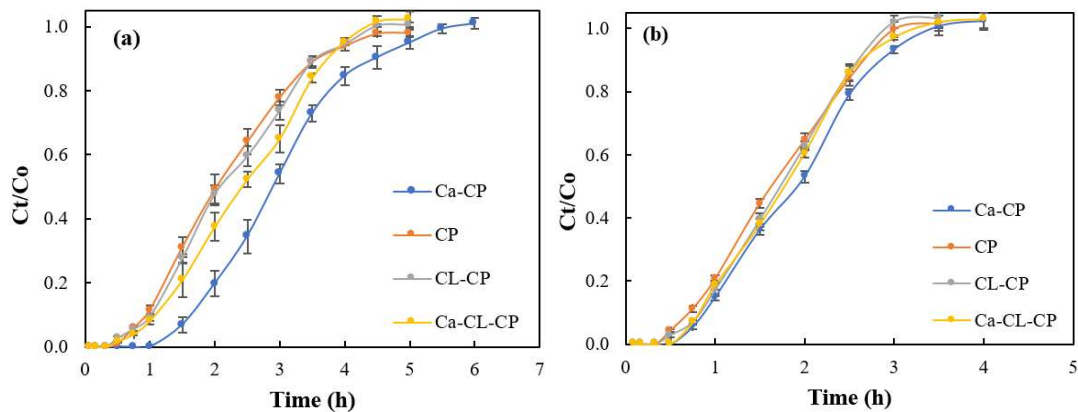 (a)
Ct/Co
1.0
0.8
0.6
0.4
0.2
0.0
0 1 2 3 4 5 6 7
Time (h)
Ca-CP
CP
CL-CP
Ca-CL-CP
(b)
Ct/Co
1.0
0.8
0.6
0.4
0.2
0.0
0 1 2 3 4 5
Time (h)
Ca-CP
CP
CL-CP
Ca-CL-CP